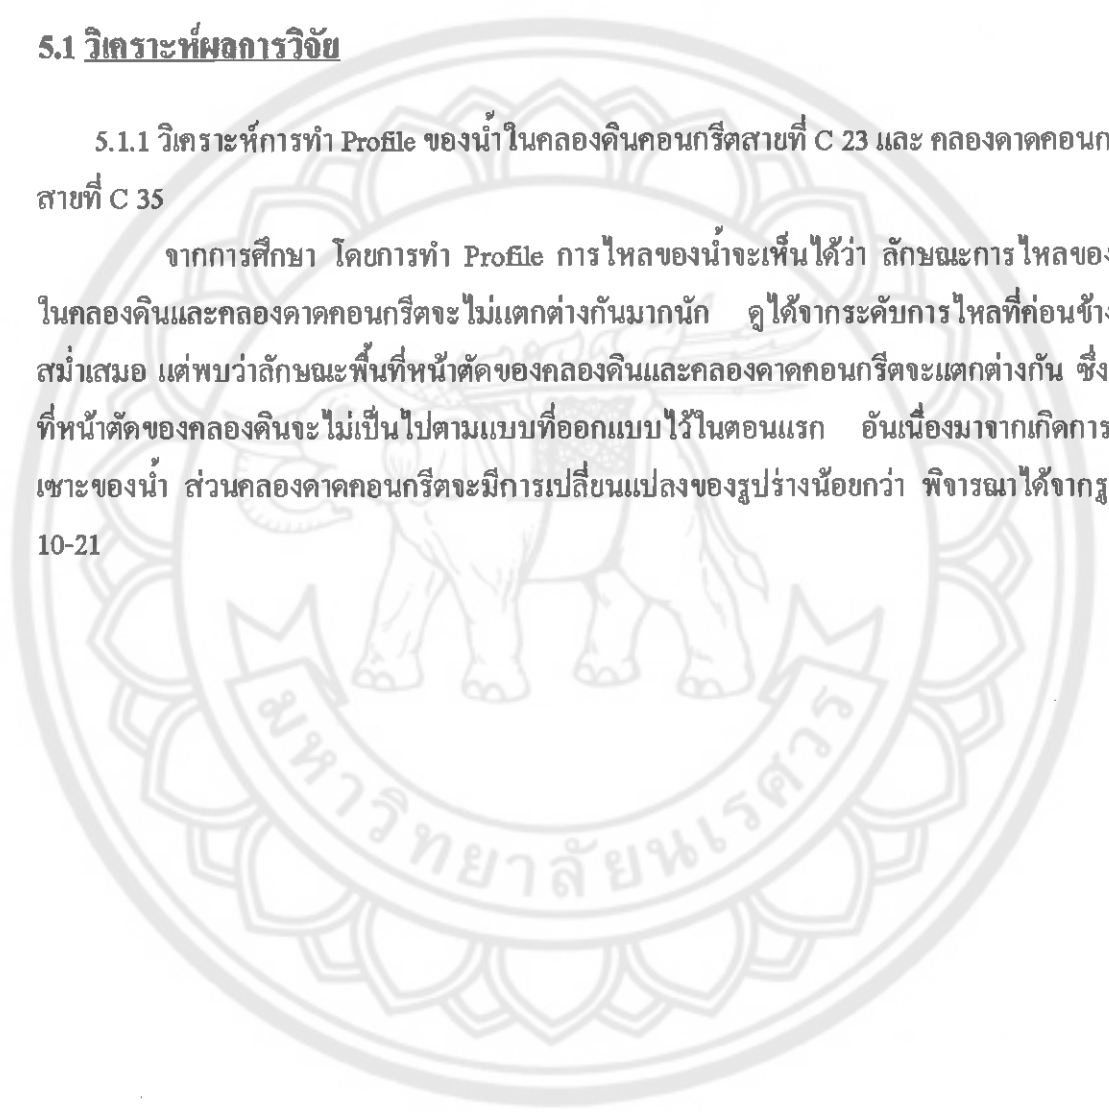 5.1 วิเคราะห์ผลการวิจัย
5.1.1 วิเคราะห์การทำ Profile ของน้ำในคลองดินคอนกรีตสายที่ C 23 และ คลองดาดคอนก
สายที่ C 35
จากการศึกษา โดยการทำ Profile การไหลของน้ำจะเห็นได้ว่า ลักษณะการไหลของ
ในคลองดินและคลองดาดคอนกรีตจะไม่แตกต่างกันมากนัก ดูได้จากระดับการไหลที่ค่อนข้าง
สม่ำเสมอ แต่พบว่าลักษณะพื้นที่หน้าตัดของคลองดินและคลองดาดคอนกรีตจะแตกต่างกัน ซึ่ง
ที่หน้าตัดของคลองดินจะไม่เป็นไปตามแบบที่ออกแบบไว้ในตอนแรก อันเนื่องมาจากเกิดการ
เซาะของน้ำ ส่วนคลองดาดคอนกรีตจะมีการเปลี่ยนแปลงของรูปร่างน้อยกว่า พิจารณาได้จากรู
10-21
มหาวิทยาลัยนเรศวร